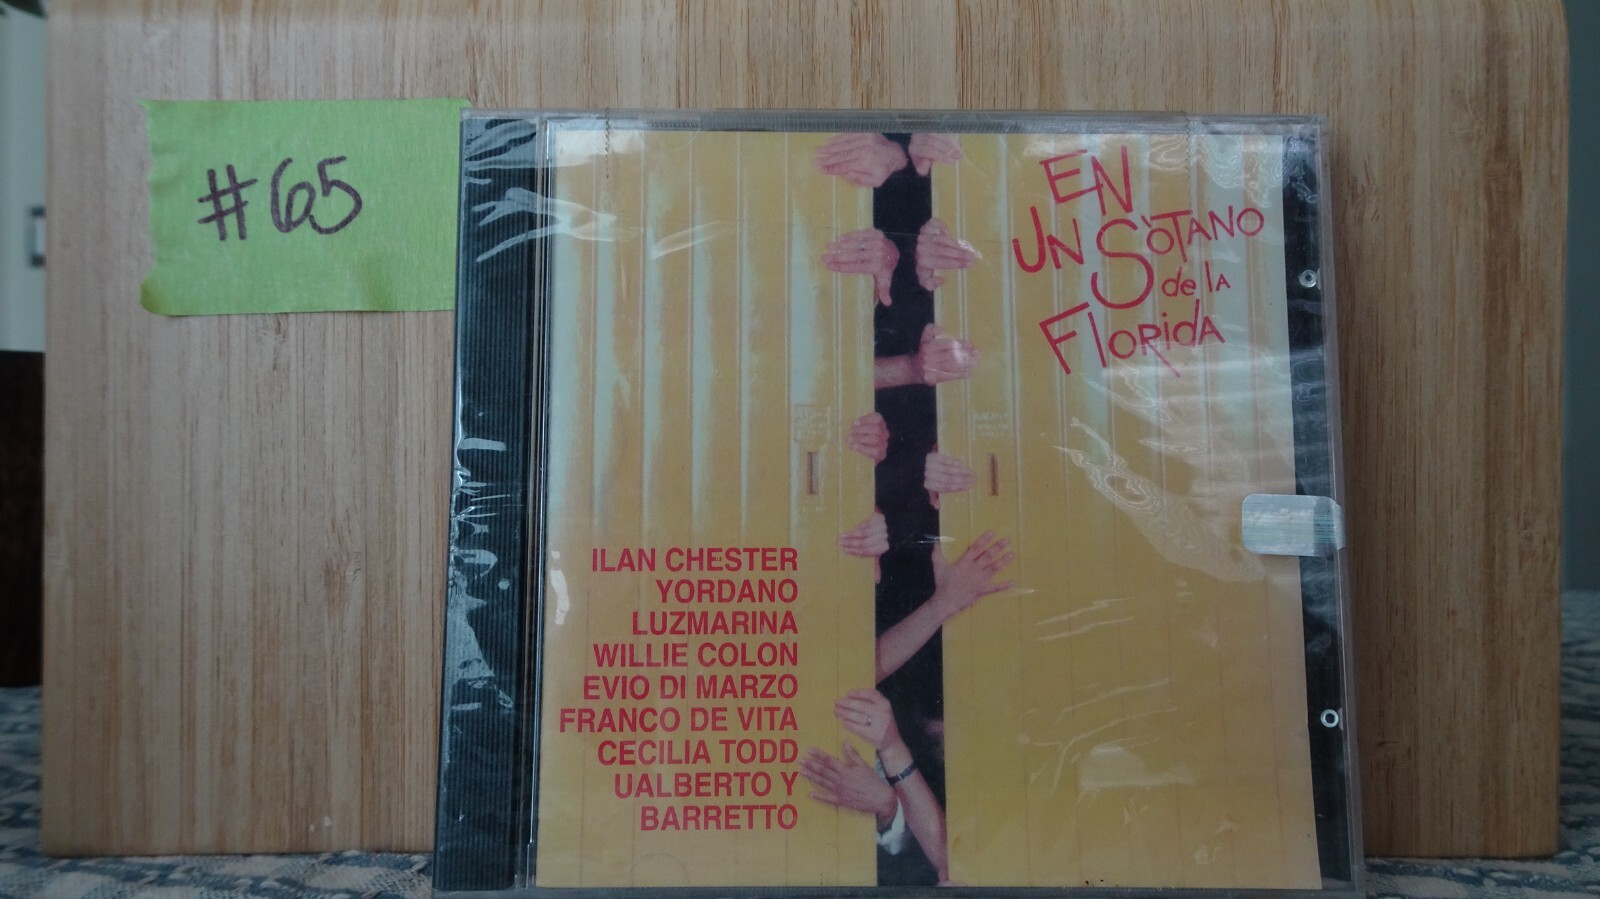 #65
EN
UN SÒTANO
de lA
FlORidA
ILAN CHESTER
YORDANO
LUZMARINA
WILLIE COLON
EVIO DI MARZO
FRANCO DE VITA
CECILIA TODD
UALBERTO Y
BARRETTO